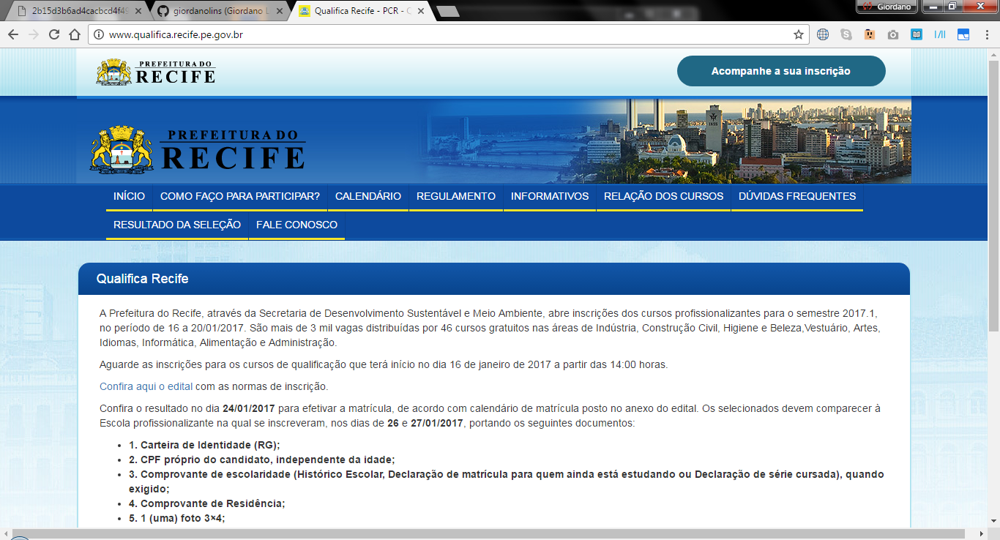 2b15d3b6ad4cacbcd4f49
giordanolins (Giordano L
Qualifica Recife - PCR - Q
Giordano
www.qualifica.recife.pe.gov.br
PREFEITURA DO
RECIFE
Acompanhe a sua inscrição
PREFEITURA DO
RECIFE
INÍCIO COMO FAÇO PARA PARTICIPAR? CALENDÁRIO REGULAMENTO INFORMATIVOS RELAÇÃO DOS CURSOS DÚVIDAS FREQUENTES
RESULTADO DA SELEÇÃO FALE CONOSCO
Qualifica Recife
A Prefeitura do Recife, através da Secretaria de Desenvolvimento Sustentável e Meio Ambiente, abre inscrições dos cursos profissionalizantes para o semestre 2017.1,
no período de 16 a 20/01/2017. São mais de 3 mil vagas distribuídas por 46 cursos gratuitos nas áreas de Indústria, Construção Civil, Higiene e Beleza,Vestuário, Artes,
Idiomas, Informática, Alimentação e Administração.
Aguarde as inscrições para os cursos de qualificação que terá início no dia 16 de janeiro de 2017 a partir das 14:00 horas.
Confira aqui o edital com as normas de inscrição.
Confira o resultado no dia 24/01/2017 para efetivar a matrícula, de acordo com calendário de matrícula posto no anexo do edital. Os selecionados devem comparecer à
Escola profissionalizante na qual se inscreveram, nos dias de 26 e 27/01/2017, portando os seguintes documentos:
• 1. Carteira de Identidade (RG);
• 2. CPF próprio do candidato, independente da idade;
• 3. Comprovante de escolaridade (Histórico Escolar, Declaração de matrícula para quem ainda está estudando ou Declaração de série cursada), quando
exigido;
• 4. Comprovante de Residência;
• 5. 1 (uma) foto 3×4;